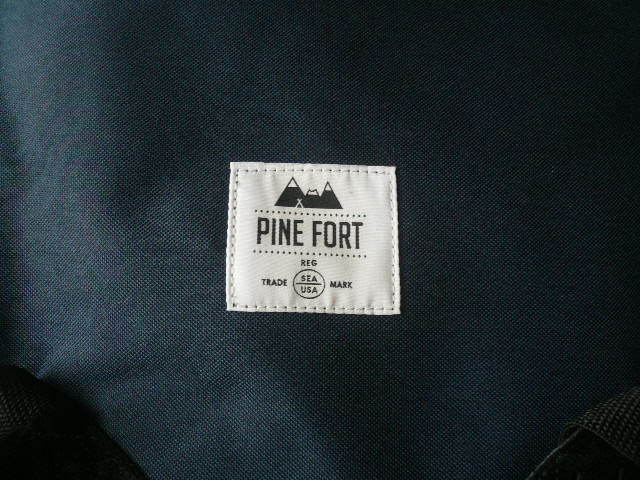 PINE FORT
REG
TRADE SEA MARK
USA